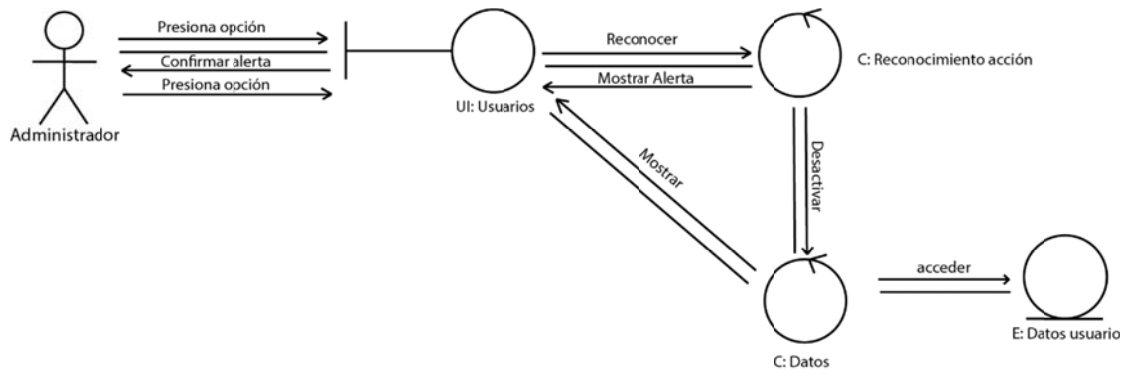 Presiona opción
Confirmar alerta
Presiona opción
Administrador
UI: Usuarios
Reconocer
Mostrar Alerta
C: Reconocimiento acción
Mostrar
Desactivar
acceder
C: Datos
E: Datos usuario